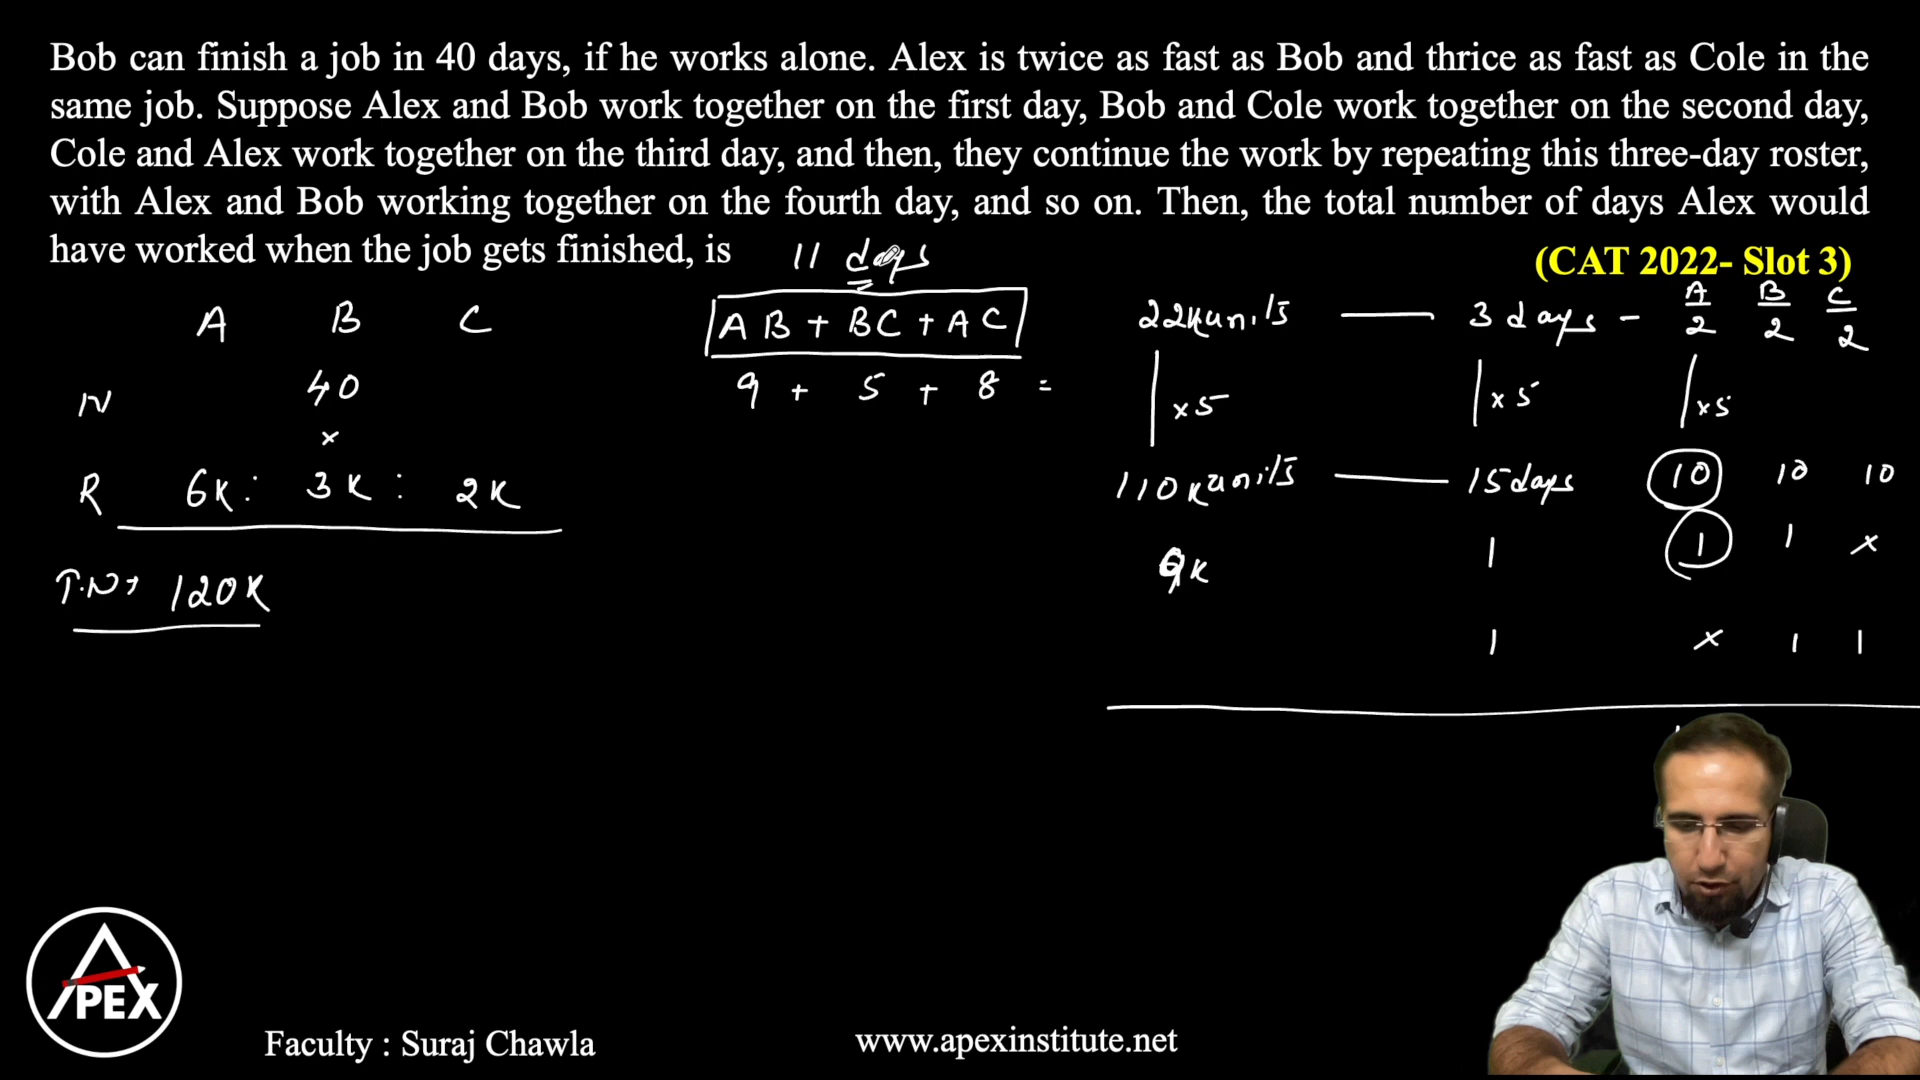 Bob can finish a job in 40 days, if he works alone. Alex is twice as fast as Bob and thrice as fast as Cole in the
same job. Suppose Alex and Bob work together on the first day, Bob and Cole work together on the second day,
Cole and Alex work together on the third day, and then, they continue the work by repeating this three-day roster,
with Alex and Bob working together on the fourth day, and so on. Then, the total number of days Alex would
have worked when the job gets finished, is 11 days
(CAT 2022- Slot 3)
A B C
AB + BC + AC
22K units — 3 days - A/2 B/2 C/2
N 40
9 + 5 + 8 =
x5 x5 x5
x
R 6K : 3K : 2K
110K units — 15 days 10 10 10
9K 1 1 1 x
120K
1 x 1 1
APEX
Faculty : Suraj Chawla
www.apexinstitute.net